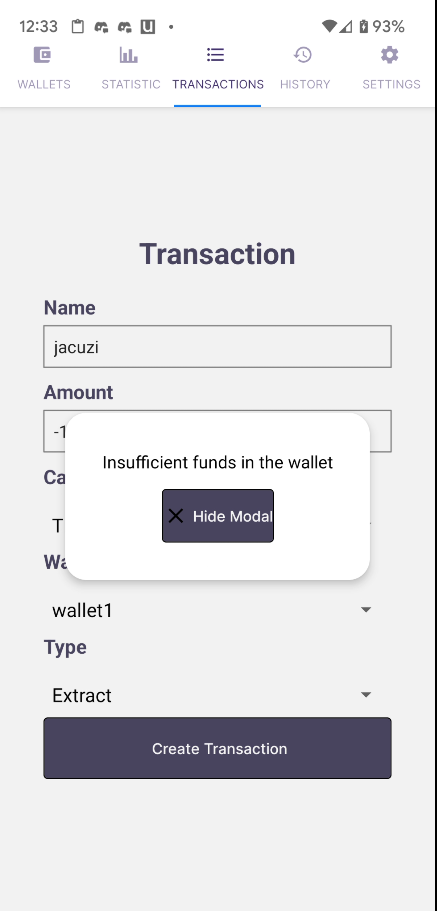 12:33 93%
WALLETS STATISTIC TRANSACTIONS HISTORY SETTINGS
Transaction
Name
jacuzi
Amount
-1
Insufficient funds in the wallet
Ca
Hide Modal
T
Wa
wallet1
Type
Extract
Create Transaction